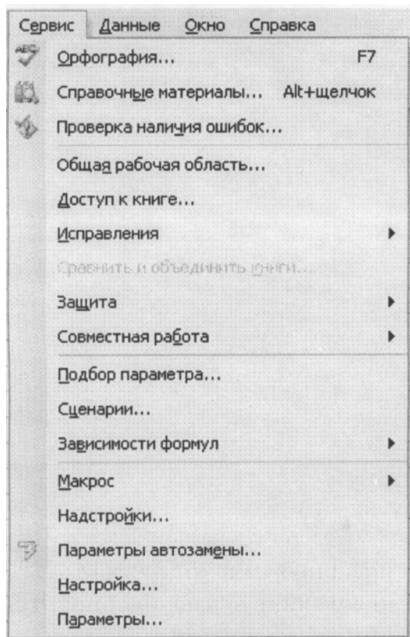 Сервис Данные Окно Справка
Орфография... F7
Справочные материалы... Alt+щелчок
Проверка наличия ошибок...
Общая рабочая область...
Доступ к книге...
Исправления
Сравнить и объединить книги...
Защита
Совместная работа
Подбор параметра...
Сценарии...
Зависимости формул
Макрос
Надстройки...
Параметры автозамены...
Настройка...
Параметры...